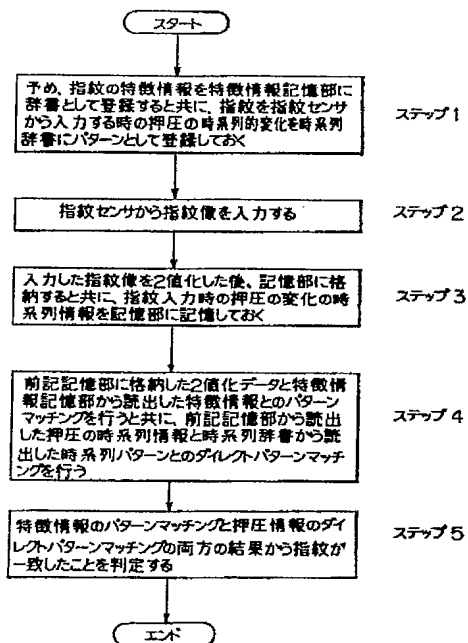 スタート
予め、指紋の特徴情報を特徴情報記憶部に
辞書として登録すると共に、指紋を指紋センサ
から入力する時の押圧の時系列的変化を時系列
辞書にパターンとして登録しておく
ステップ1
指紋センサから指紋像を入力する
ステップ2
入力した指紋像を2値化した後、記憶部に格
納すると共に、指紋入力時の押圧の変化の時
系列情報を記憶部に記憶しておく
ステップ3
前記記憶部に格納した2値化データと特徴情
報記憶部から読出した特徴情報とのパターン
マッチングを行うと共に、前記記憶部から読出
した押圧の時系列情報と時系列辞書から読
出した時系列パターンとのダイレクトパターンマッチ
ングを行う
ステップ4
特徴情報のパターンマッチングと押圧情報のダイ
レクトパターンマッチングの両方の結果から指紋が
一致したことを判定する
ステップ5
エンド